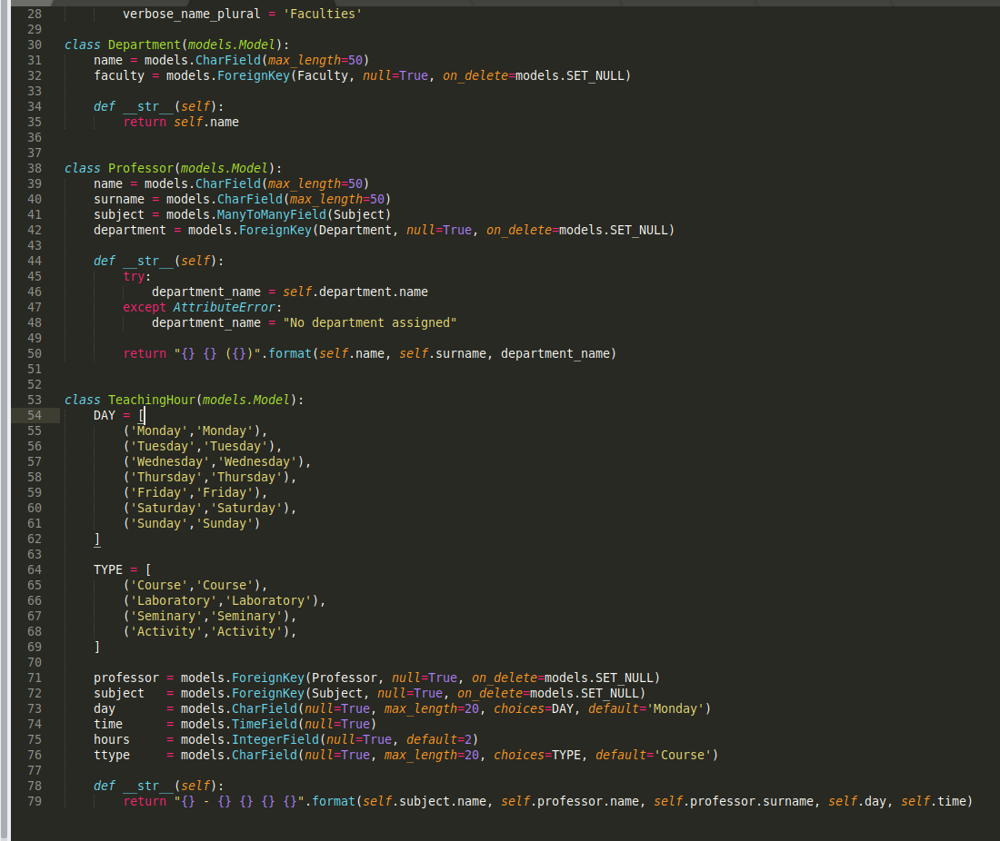 28 verbose_name_plural = 'Faculties'
29
30 class Department(models.Model):
31 name = models.CharField(max_length=50)
32 faculty = models.ForeignKey(Faculty, null=True, on_delete=models.SET_NULL)
33
34 def __str__(self):
35 return self.name
36
37
38 class Professor(models.Model):
39 name = models.CharField(max_length=50)
40 surname = models.CharField(max_length=50)
41 subject = models.ManyToManyField(Subject)
42 department = models.ForeignKey(Department, null=True, on_delete=models.SET_NULL)
43
44 def __str__(self):
45 try:
46 department_name = self.department.name
47 except AttributeError:
48 department_name = "No department assigned"
49
50 return "{} {} ({})".format(self.name, self.surname, department_name)
51
52
53 class TeachingHour(models.Model):
54 DAY = [
55 ('Monday','Monday'),
56 ('Tuesday','Tuesday'),
57 ('Wednesday','Wednesday'),
58 ('Thursday','Thursday'),
59 ('Friday','Friday'),
60 ('Saturday','Saturday'),
61 ('Sunday','Sunday')
62 ]
63
64 TYPE = [
65 ('Course','Course'),
66 ('Laboratory','Laboratory'),
67 ('Seminary','Seminary'),
68 ('Activity','Activity'),
69 ]
70
71 professor = models.ForeignKey(Professor, null=True, on_delete=models.SET_NULL)
72 subject = models.ForeignKey(Subject, null=True, on_delete=models.SET_NULL)
73 day = models.CharField(null=True, max_length=20, choices=DAY, default='Monday')
74 time = models.TimeField(null=True)
75 hours = models.IntegerField(null=True, default=2)
76 ttype = models.CharField(null=True, max_length=20, choices=TYPE, default='Course')
77
78 def __str__(self):
79 return "{} - {} {} {} {}".format(self.subject.name, self.professor.name, self.professor.surname, self.day, self.time)